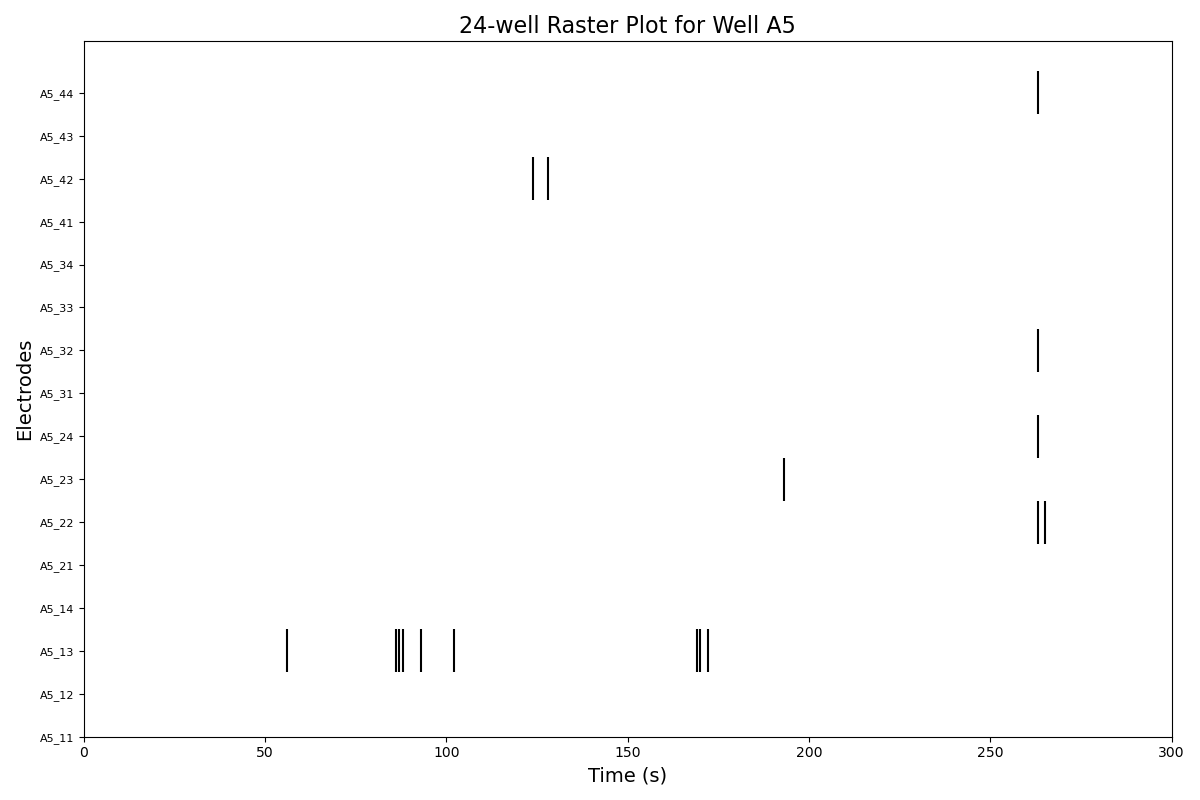 24-well Raster Plot for Well A5
Electrodes
A5_44
A5_43
A5_42
A5_41
A5_34
A5_33
A5_32
A5_31
A5_24
A5_23
A5_22
A5_21
A5_14
A5_13
A5_12
A5_11
0 50 100 150 200 250 300
Time (s)